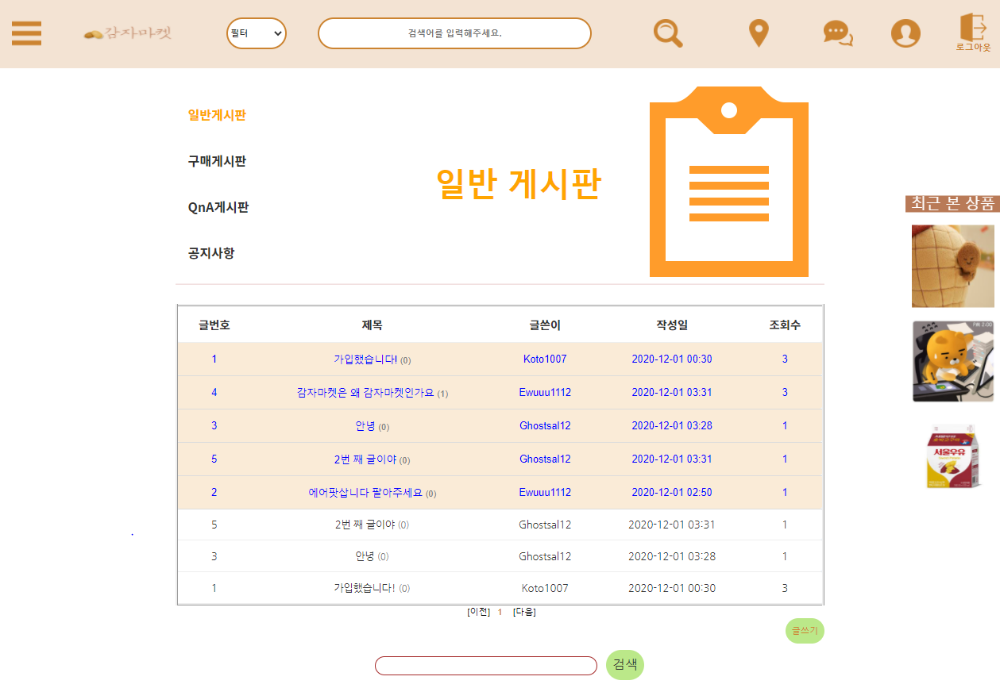 감자마켓
필터
검색어를 입력해주세요.
로그아웃
일반게시판
구매게시판
QnA게시판
공지사항
일반 게시판
최근 본 상품
PM 2:00
서울우유
글번호 제목 글쓴이 작성일 조회수
1 가입했습니다! (0) Koto1007 2020-12-01 00:30 3
4 감자마켓은 왜 감자마켓인가요 (1) Ewuuu1112 2020-12-01 03:31 3
3 안녕 (0) Ghostsal12 2020-12-01 03:28 1
5 2번 째 글이야 (0) Ghostsal12 2020-12-01 03:31 1
2 에어팟삽니다 팔아주세요 (0) Ewuuu1112 2020-12-01 02:50 1
5 2번 째 글이야 (0) Ghostsal12 2020-12-01 03:31 1
3 안녕 (0) Ghostsal12 2020-12-01 03:28 1
1 가입했습니다! (0) Koto1007 2020-12-01 00:30 3
[이전] 1 [다음]
글쓰기
검색